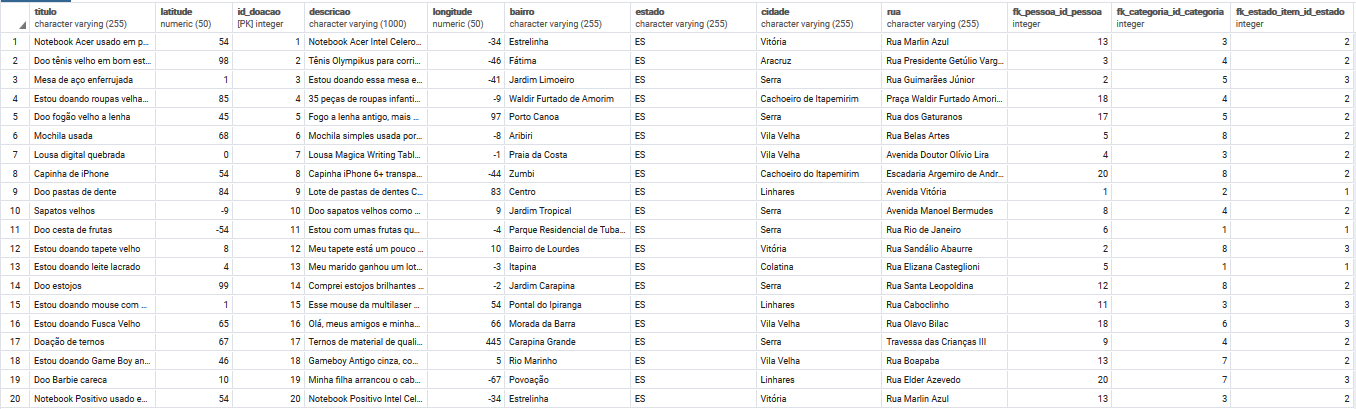 titulo latitude id_doacao descricao longitude bairro estado cidade rua fk_pessoa_id_pessoa fk_categoria_id_categoria fk_estado_item_id_estado
character varying (255) numeric (50) [PK] integer character varying (1000) numeric (50) character varying (255) character varying (255) character varying (255) character varying (255) integer integer integer
1 Notebook Acer usado em p... 54 1 Notebook Acer Intel Celero... -34 Estrelinha ES Vitória Rua Marlin Azul 13 3 2
2 Doo tênis velho em bom est... 98 2 Tênis Olympikus para corri... -46 Fátima ES Aracruz Rua Presidente Getúlio Varg... 3 4 2
3 Mesa de aço enferrujada 1 3 Estou doando essa mesa e... -41 Jardim Limoeiro ES Serra Rua Guimarães Júnior 2 5 3
4 Estou doando roupas velha... 85 4 35 peças de roupas infanti... -9 Waldir Furtado de Amorim ES Cachoeiro de Itapemirim Praça Waldir Furtado Amori... 18 4 2
5 Doo fogão velho a lenha 45 5 Fogo a lenha antigo, mais ... 97 Porto Canoa ES Serra Rua dos Gaturanos 17 5 2
6 Mochila usada 68 6 Mochila simples usada por... -8 Aribiri ES Vila Velha Rua Belas Artes 5 8 2
7 Lousa digital quebrada 0 7 Lousa Magica Writing Tabl... -1 Praia da Costa ES Vila Velha Avenida Doutor Olívio Lira 4 3 2
8 Capinha de iPhone 54 8 Capinha iPhone 6+ transpa... -44 Zumbi ES Cachoeiro do Itapemirim Escadaria Argemiro de Andr... 20 8 2
9 Doo pastas de dente 84 9 Lote de pastas de dentes C... 83 Centro ES Linhares Avenida Vitória 1 2 1
10 Sapatos velhos -9 10 Doo sapatos velhos como ... 9 Jardim Tropical ES Serra Avenida Manoel Bermudes 8 4 2
11 Doo cesta de frutas -54 11 Estou com umas frutas qu... -4 Parque Residencial de Tuba... ES Serra Rua Rio de Janeiro 6 1 1
12 Estou doando tapete velho 8 12 Meu tapete está um pouco ... 10 Bairro de Lourdes ES Vitória Rua Sandálio Abaurre 2 8 3
13 Estou doando leite lacrado 4 13 Meu marido ganhou um lot... -3 Itapina ES Colatina Rua Elizana Casteglioni 5 1 1
14 Doo estojos 99 14 Comprei estojos brilhantes ... -2 Jardim Carapina ES Serra Rua Santa Leopoldina 12 8 2
15 Estou doando mouse com ... 1 15 Esse mouse da multilaser ... 54 Pontal do Ipiranga ES Linhares Rua Caboclinho 11 3 3
16 Estou doando Fusca Velho 65 16 Olá, meus amigos e minha... 66 Morada da Barra ES Vila Velha Rua Olavo Bilac 18 6 3
17 Doação de ternos 67 17 Ternos de material de quali... 445 Carapina Grande ES Serra Travessa das Crianças III 9 4 2
18 Estou doando Game Boy an... 46 18 Gameboy Antigo cinza, co... 5 Rio Marinho ES Vila Velha Rua Boapaba 13 7 2
19 Doo Barbie careca 10 19 Minha filha arrancou o cab... -67 Povoação ES Linhares Rua Elder Azevedo 20 7 3
20 Notebook Positivo usado e... 54 20 Notebook Positivo Intel Cel... -34 Estrelinha ES Vitória Rua Marlin Azul 13 3 2